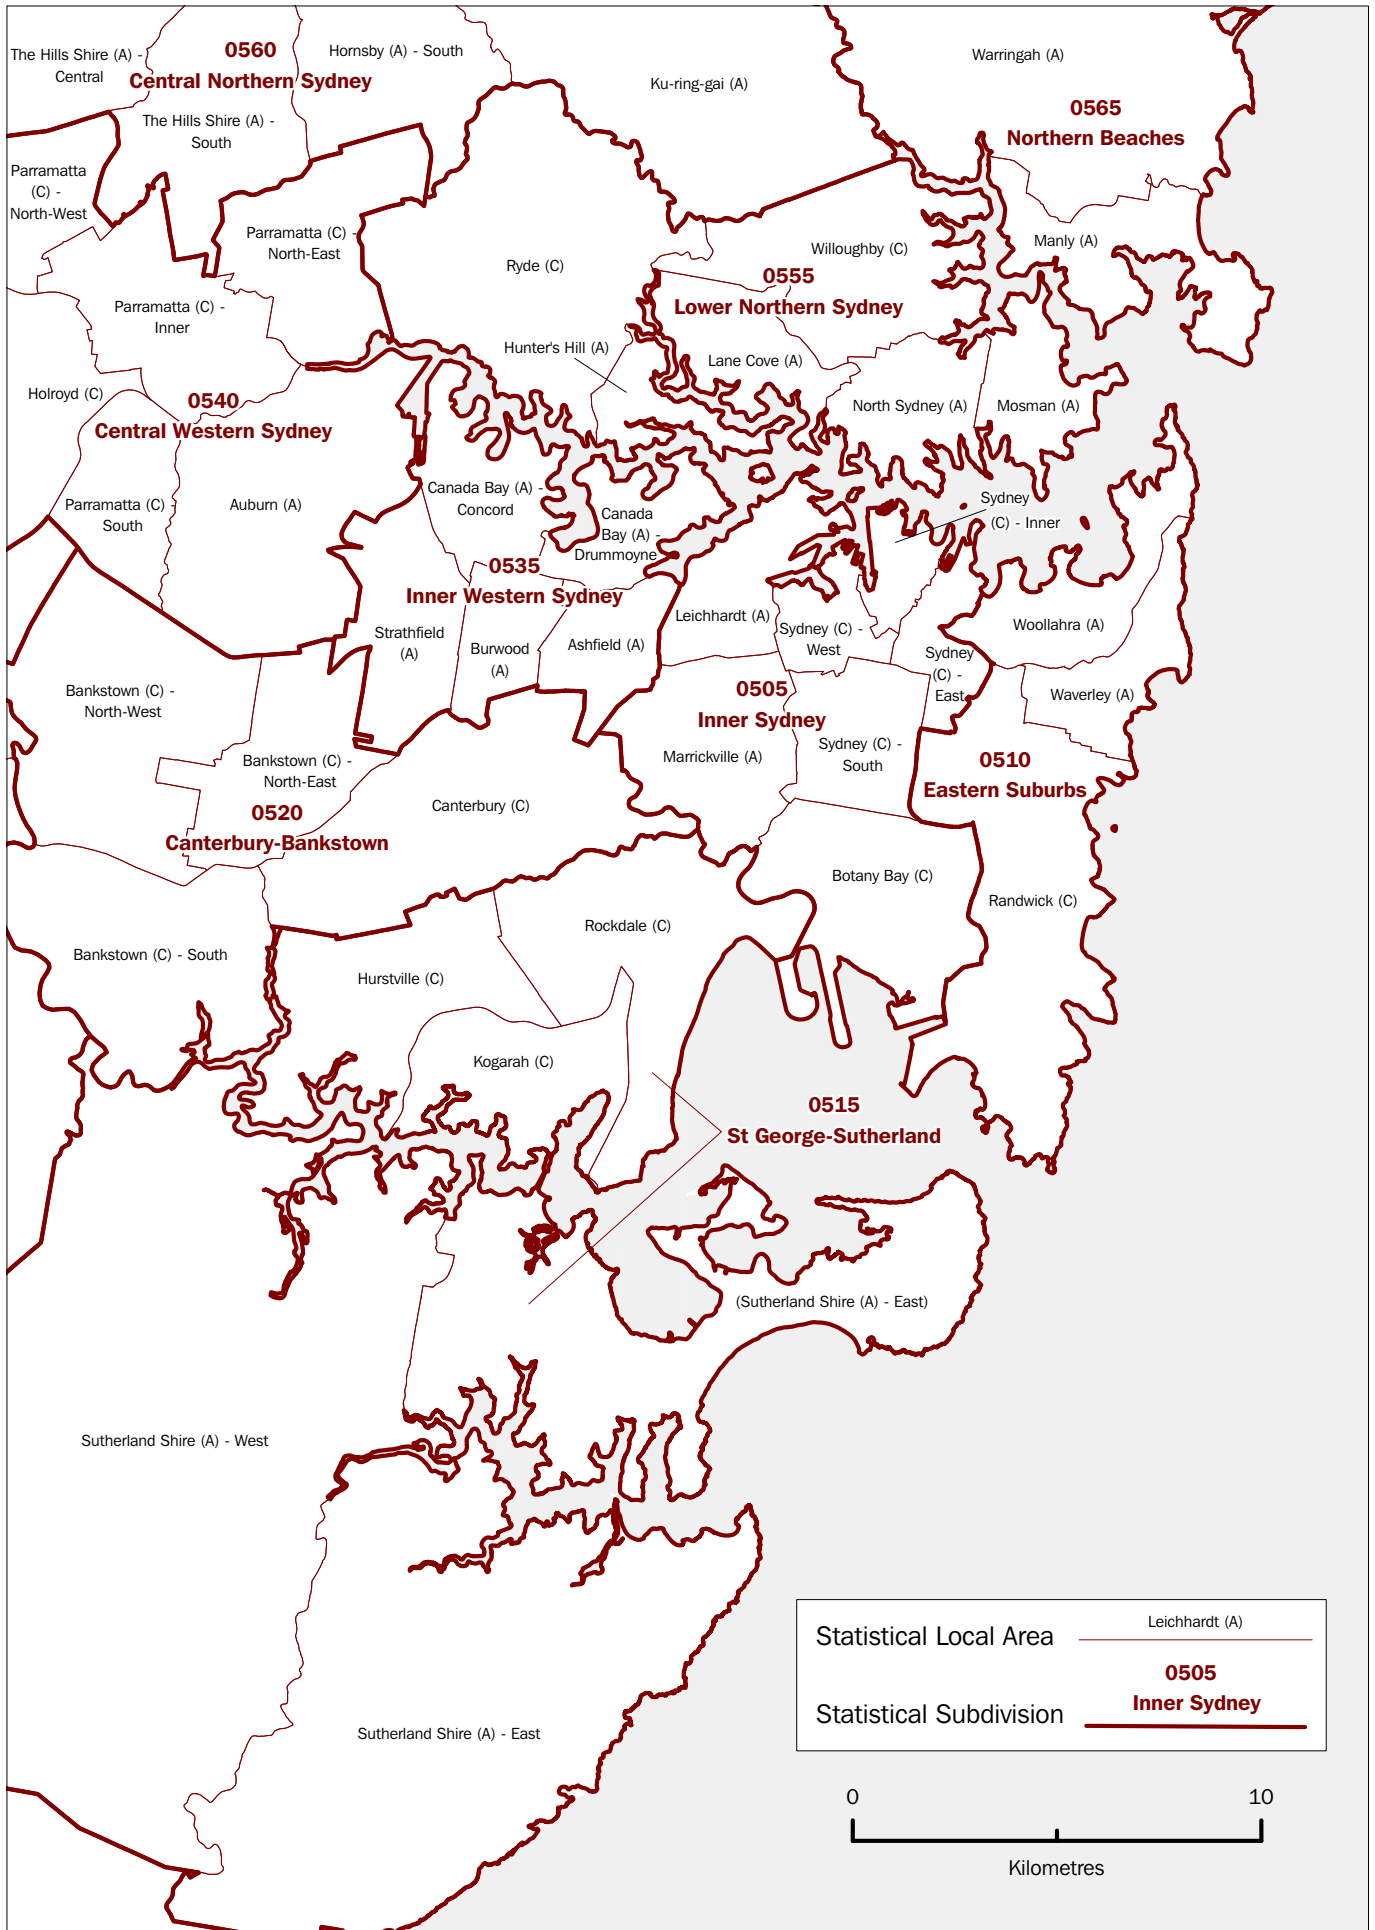 The Hills Shire (A) -
Central
0560
Central Northern Sydney
Hornsby (A) - South
Ku-ring-gai (A)
Warringah (A)
0565
Northern Beaches
The Hills Shire (A) -
South
Parramatta
(C) -
North-West
Parramatta (C) -
North-East
Ryde (C)
Willoughby (C)
Manly (A)
0555
Lower Northern Sydney
Parramatta (C) -
Inner
Hunter's Hill (A)
Lane Cove (A)
Holroyd (C)
0540
Central Western Sydney
North Sydney (A)
Mosman (A)
Parramatta (C) -
South
Auburn (A)
Canada Bay (A) -
Concord
Canada
Bay (A) -
Drummoyne
Sydney
(C) - Inner
0535
Inner Western Sydney
Strathfield
(A)
Burwood
(A)
Ashfield (A)
Leichhardt (A)
Sydney (C) -
West
Sydney
(C) -
East
Woollahra (A)
Waverley (A)
Bankstown (C) -
North-West
0505
Inner Sydney
Marrickville (A)
Sydney (C) -
South
0510
Eastern Suburbs
Bankstown (C) -
North-East
0520
Canterbury-Bankstown
Canterbury (C)
Botany Bay (C)
Randwick (C)
Rockdale (C)
Bankstown (C) - South
Hurstville (C)
Kogarah (C)
0515
St George-Sutherland
(Sutherland Shire (A) - East)
Sutherland Shire (A) - West
Sutherland Shire (A) - East
Statistical Local Area
Leichhardt (A)
Statistical Subdivision
0505
Inner Sydney
0
10
Kilometres